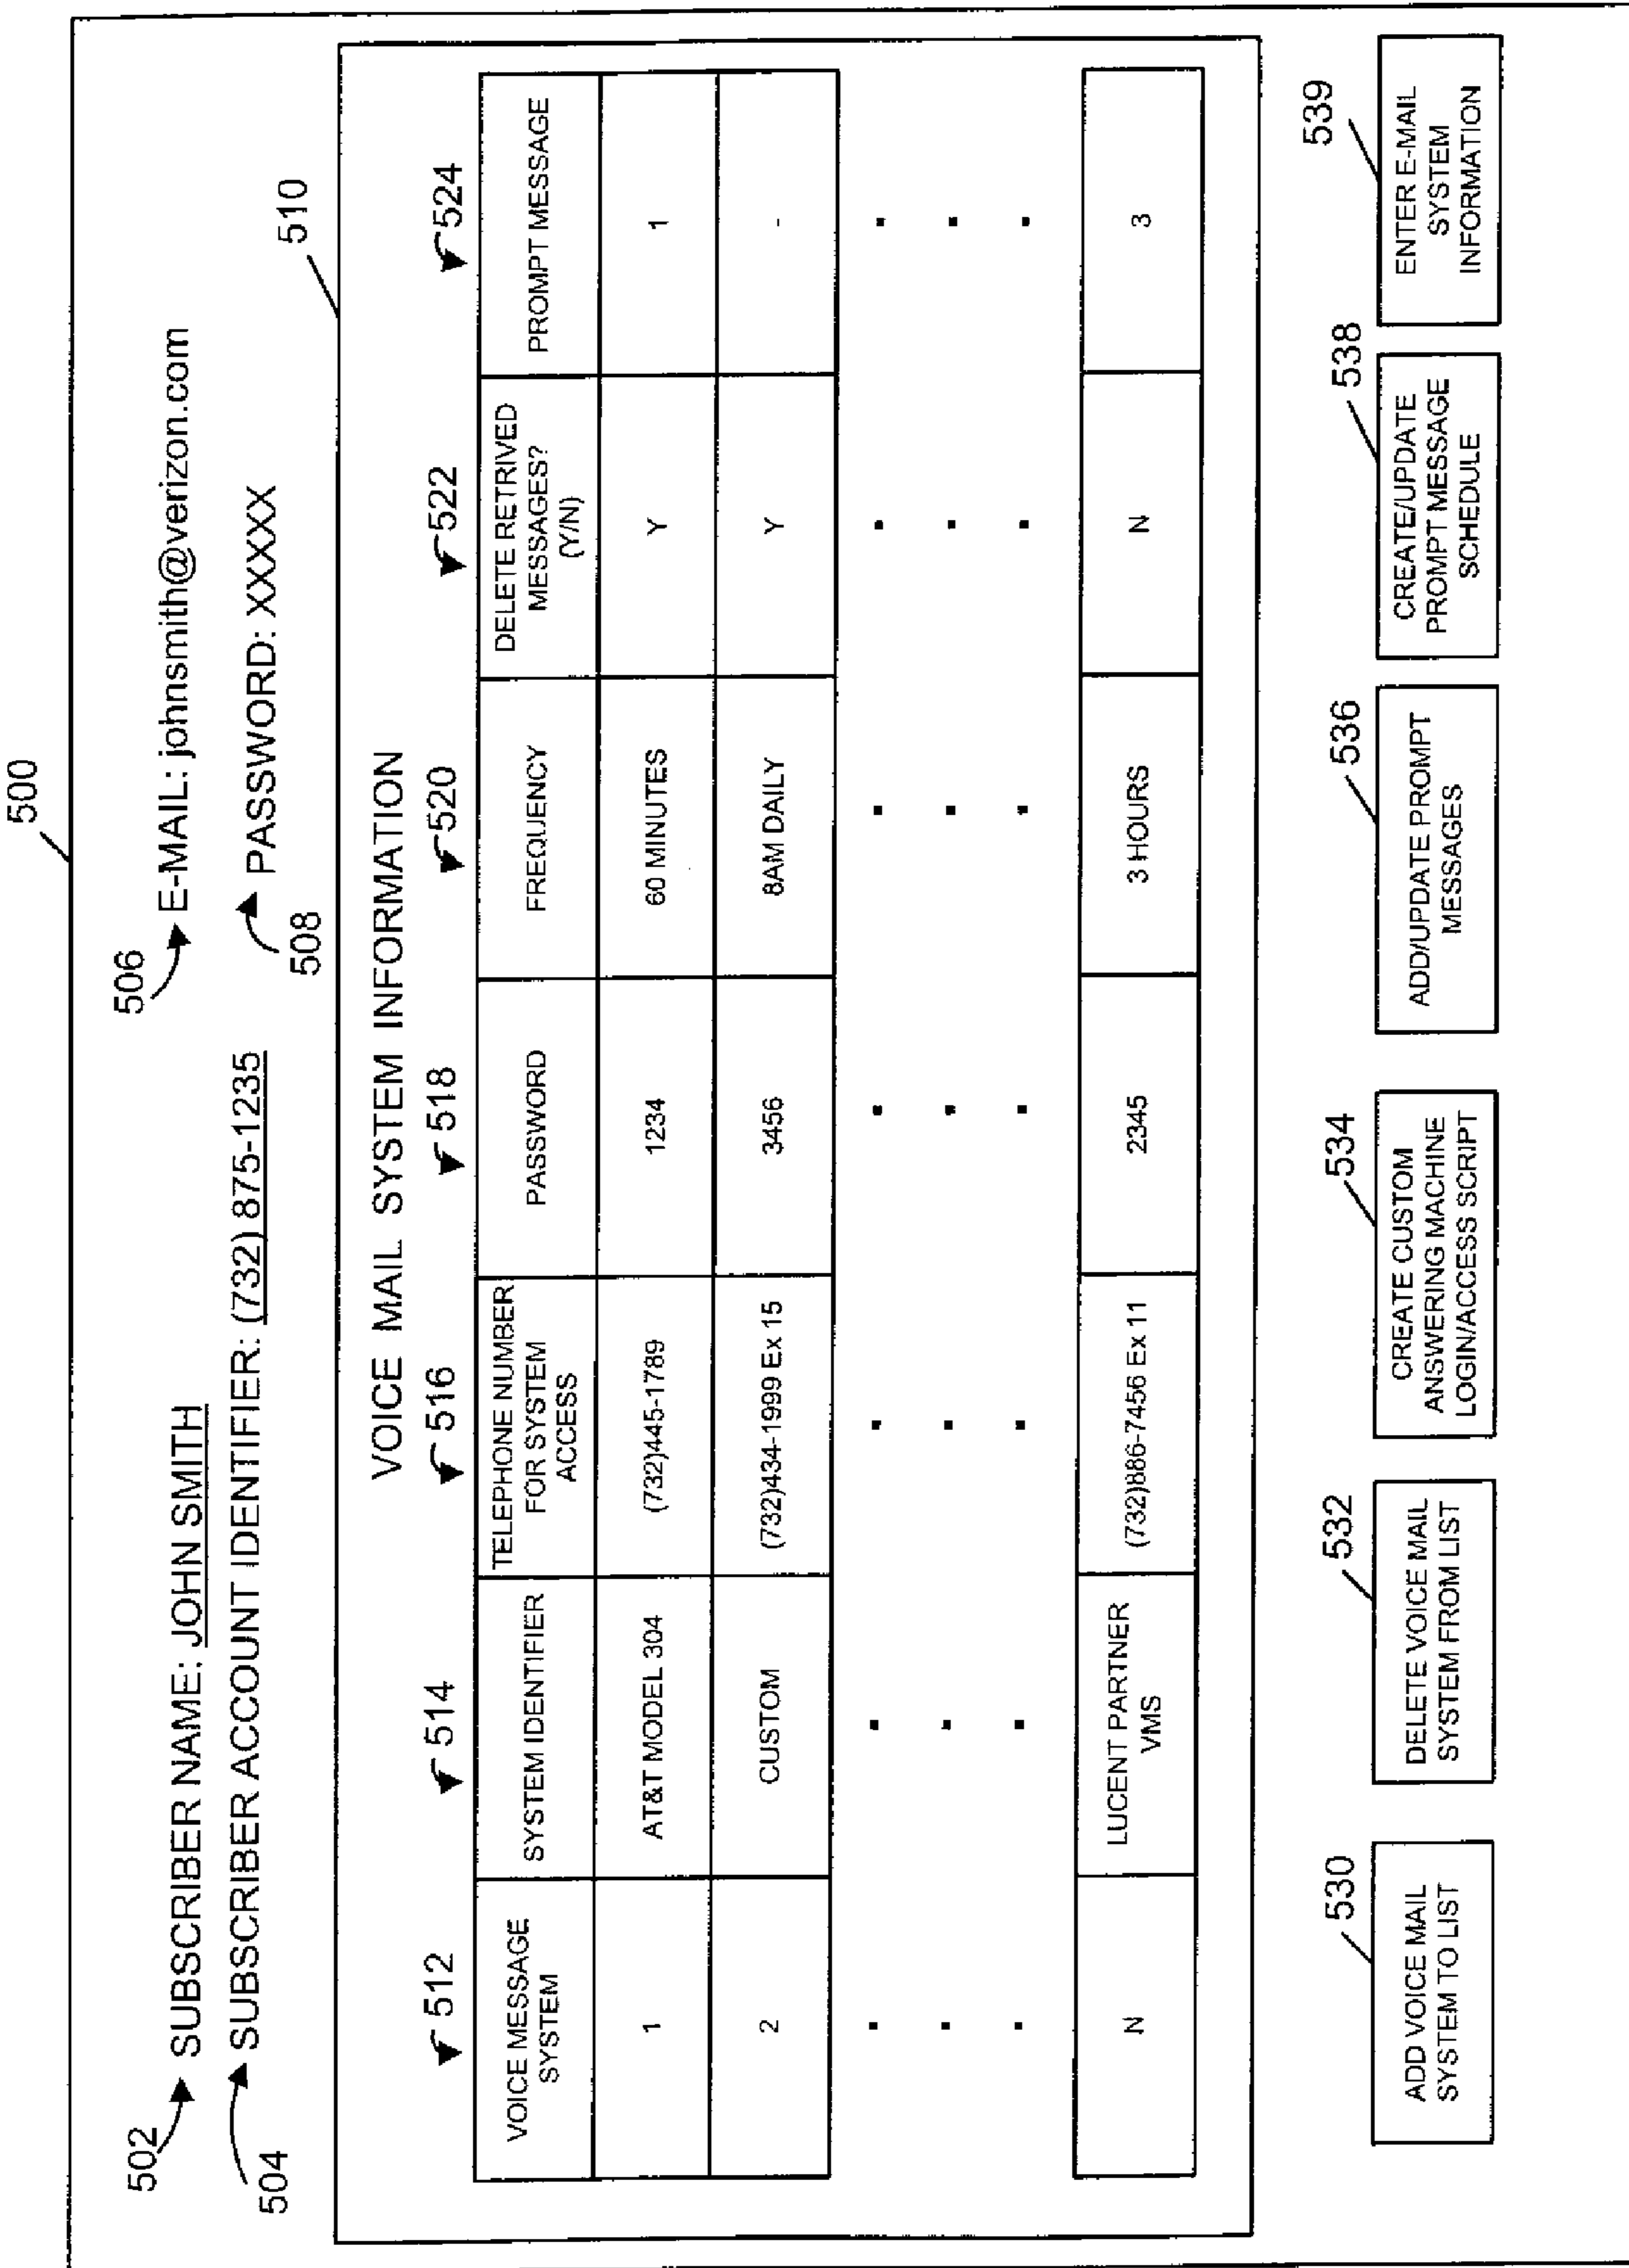 500
502
SUBSCRIBER NAME: JOHN SMITH
504
SUBSCRIBER ACCOUNT IDENTIFIER: (732) 875-1235
506
E-MAIL: johnsmith@verizon.com
508
PASSWORD: XXXXX
510
VOICE MAIL SYSTEM INFORMATION
512 514 516 518 520 522 524
VOICE MESSAGE
SYSTEM
SYSTEM IDENTIFIER
TELEPHONE NUMBER
FOR SYSTEM
ACCESS
PASSWORD
FREQUENCY
DELETE RETRIVED
MESSAGES?
(Y/N)
PROMPT MESSAGE
1 AT&T MODEL 304 (732)445-1789 1234 60 MINUTES Y 1
2 CUSTOM (732)434-1999 Ex 15 3456 8AM DAILY Y -
N
LUCENT PARTNER
VMS
(732)886-7456 Ex 11 2345 3 HOURS N 3
530
ADD VOICE MAIL
SYSTEM TO LIST
532
DELETE VOICE MAIL
SYSTEM FROM LIST
534
CREATE CUSTOM
ANSWERING MACHINE
LOGIN/ACCESS SCRIPT
536
ADD/UPDATE PROMPT
MESSAGES
538
CREATE/UPDATE
PROMPT MESSAGE
SCHEDULE
539
ENTER E-MAIL
SYSTEM
INFORMATION